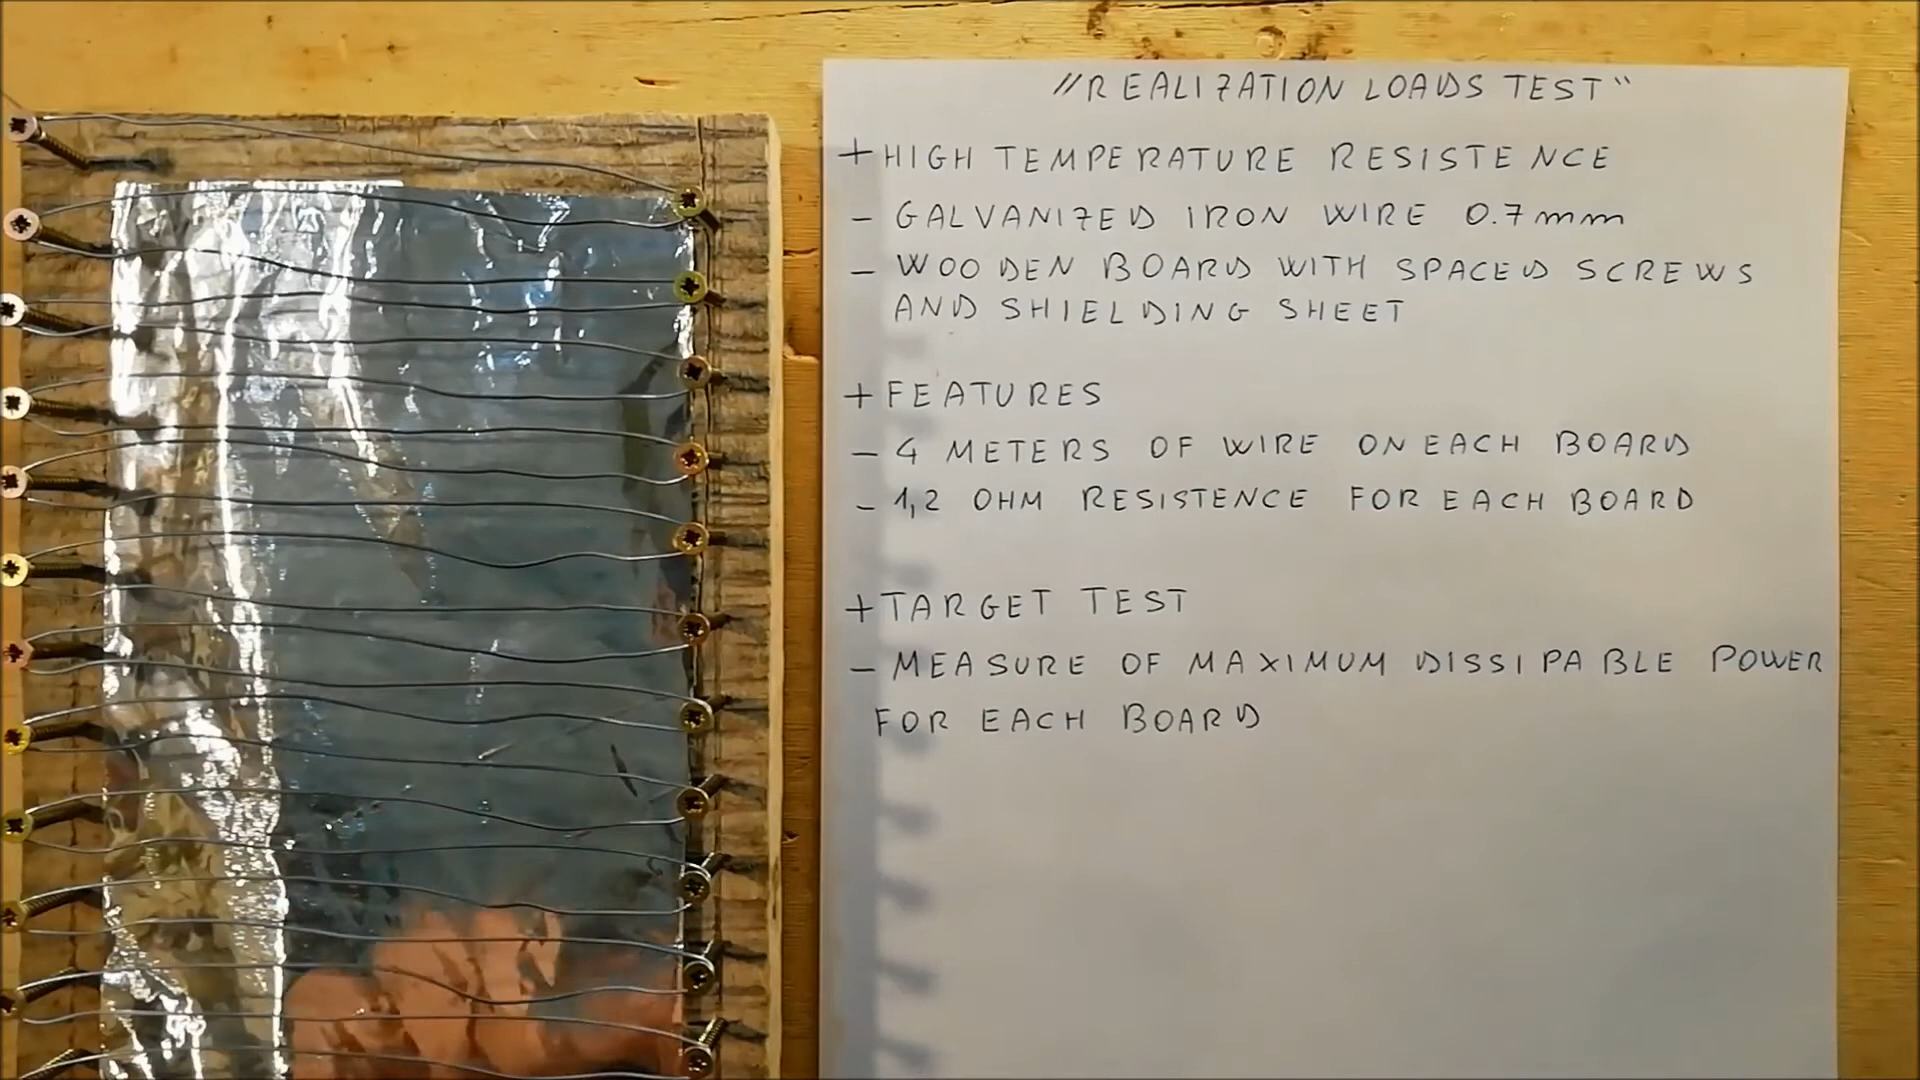 "REALIZATION LOADS TEST"
+ HIGH TEMPERATURE RESISTENCE
- GALVANIZED IRON WIRE 0.7mm
- WOODEN BOARD WITH SPACED SCREWS
AND SHIELDING SHEET
+ FEATURES
- 4 METERS OF WIRE ON EACH BOARD
- 1,2 OHM RESISTENCE FOR EACH BOARD
+ TARGET TEST
- MEASURE OF MAXIMUM DISSIPABLE POWER
FOR EACH BOARD